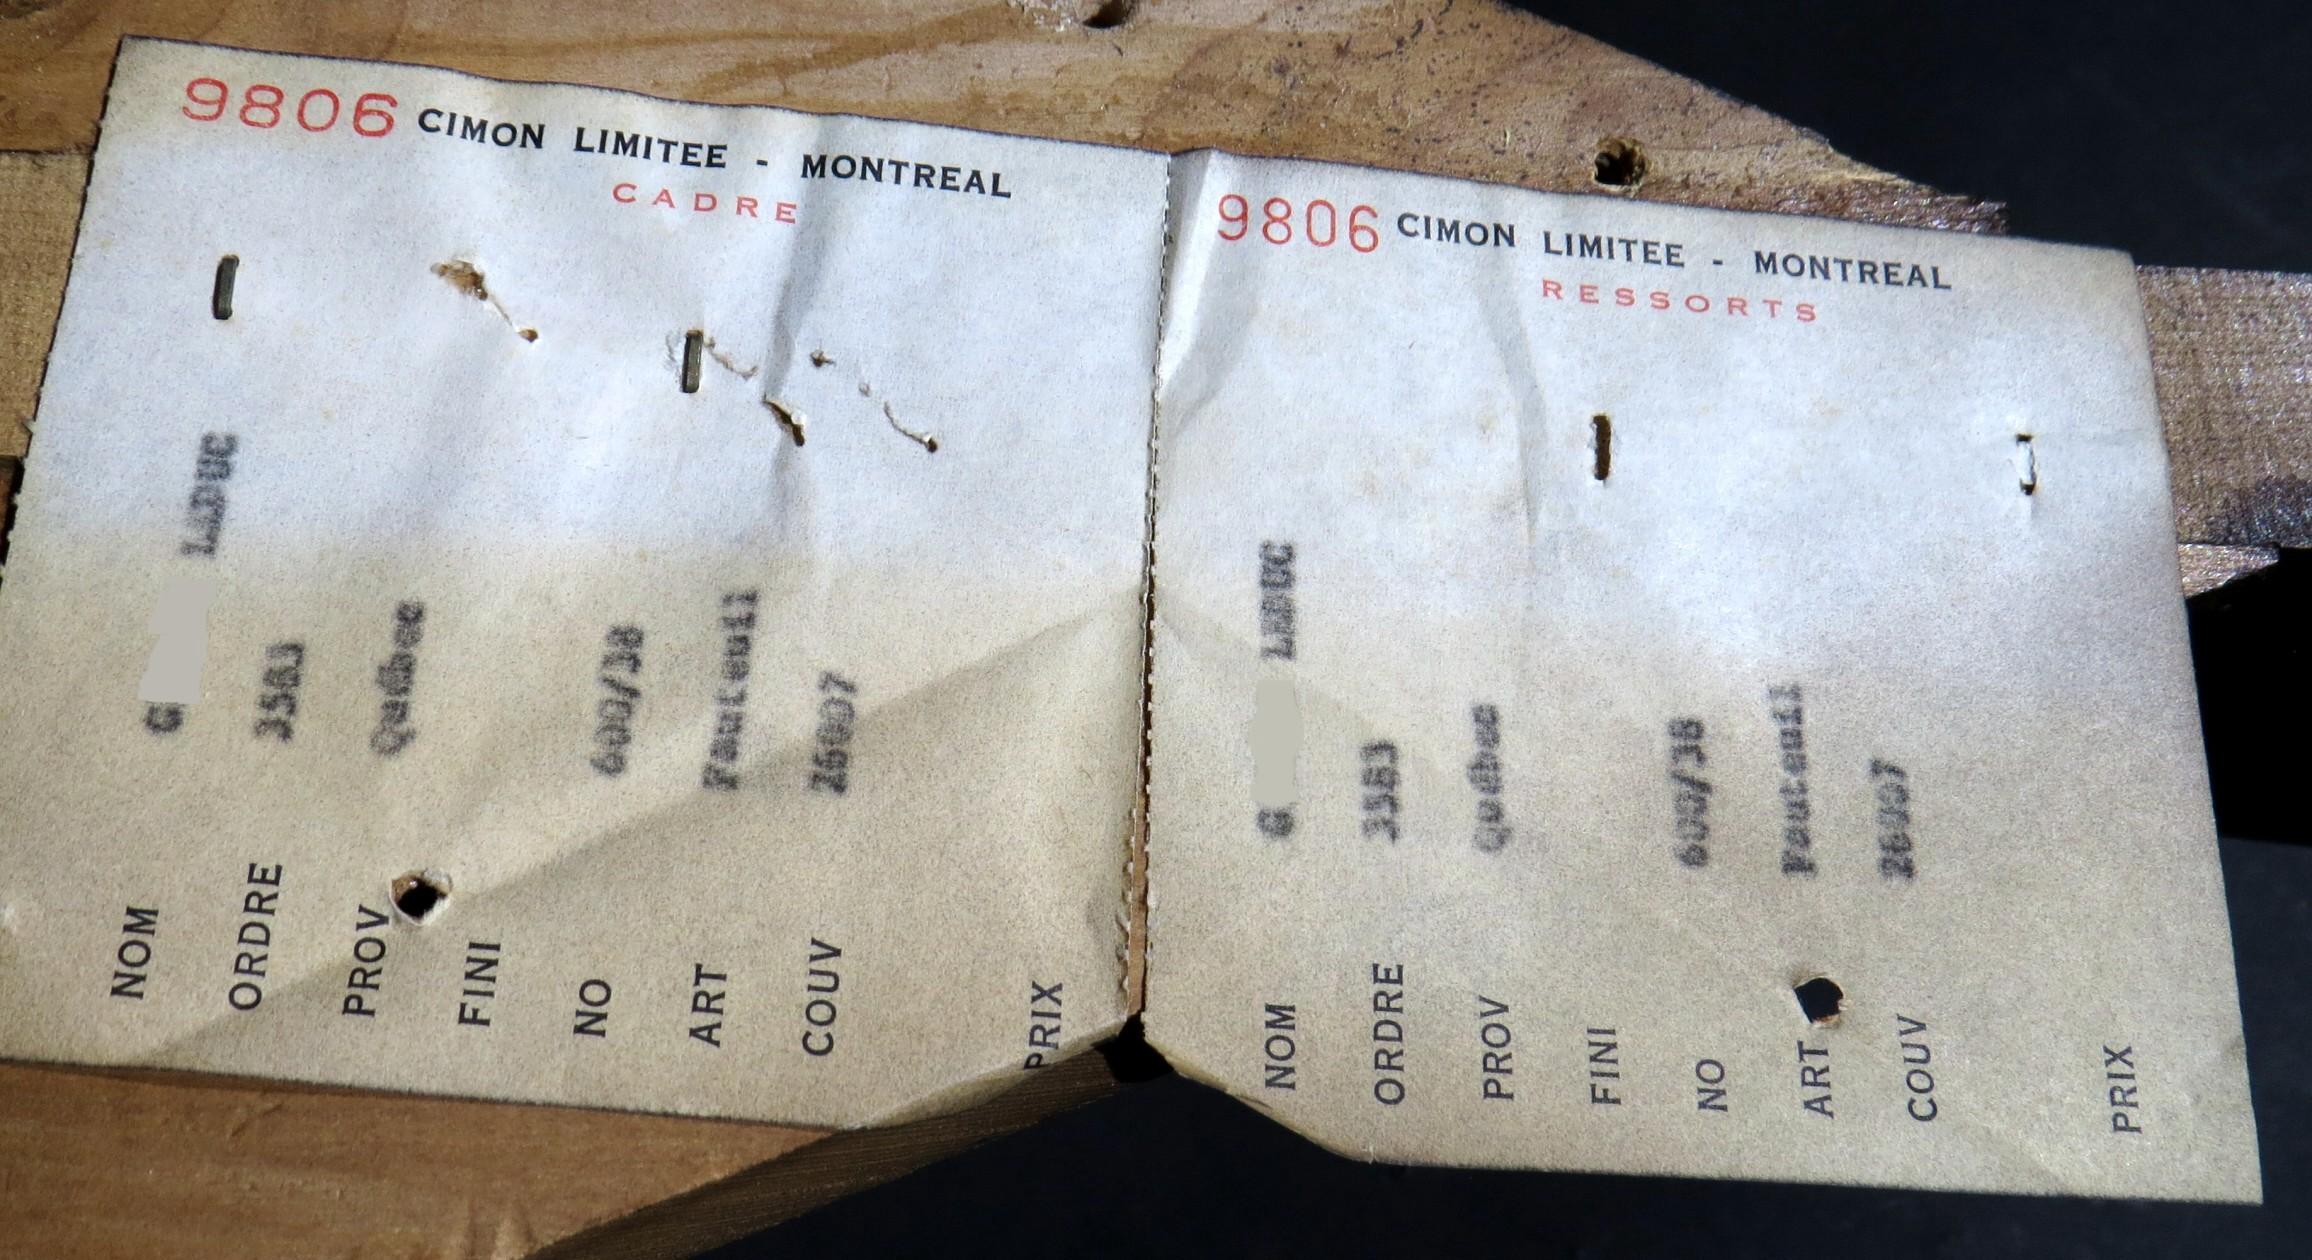 9806 CIMON LIMITEE - MONTREAL
CADRE
NOM G LEDUC
ORDRE 3583
PROV Québec
FINI
NO 600/38
ART Fauteuil
COUV 26007
PRIX
9806 CIMON LIMITEE - MONTREAL
RESSORTS
NOM G LEDUC
ORDRE 3583
PROV Québec
FINI
NO 600/38
ART Fauteuil
COUV 26007
PRIX